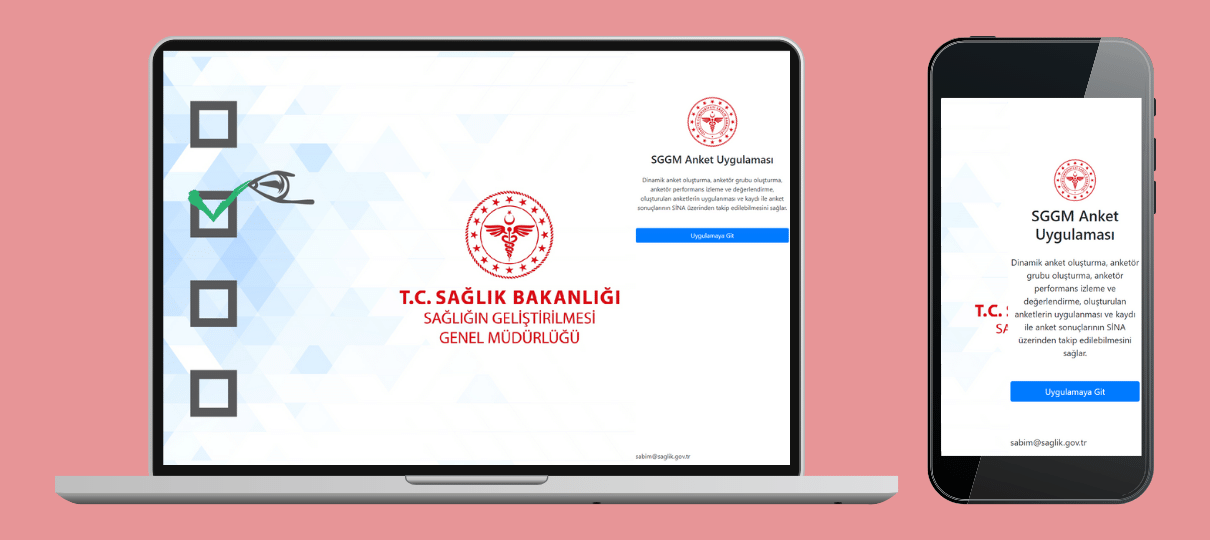 T.C. SAĞLIK BAKANLIĞI
SAĞLIĞIN GELİŞTİRİLMESİ
GENEL MÜDÜRLÜĞÜ
SGGM Anket Uygulaması
Dinamik anket oluşturma, anketör grubu oluşturma,
anketör performans izleme ve değerlendirme,
oluşturulan anketlerin uygulanması ve kaydı ile anket
sonuçlarının SİNA üzerinden takip edilebilmesini sağlar.
Uygulamaya Git
sabim@saglik.gov.tr
T.C.
SA
SGGM Anket
Uygulaması
Dinamik anket oluşturma, anketör
grubu oluşturma, anketör
performans izleme ve
değerlendirme, oluşturulan
anketlerin uygulanması ve kaydı
ile anket sonuçlarının SİNA
üzerinden takip edilebilmesini
sağlar.
Uygulamaya Git
sabim@saglik.gov.tr